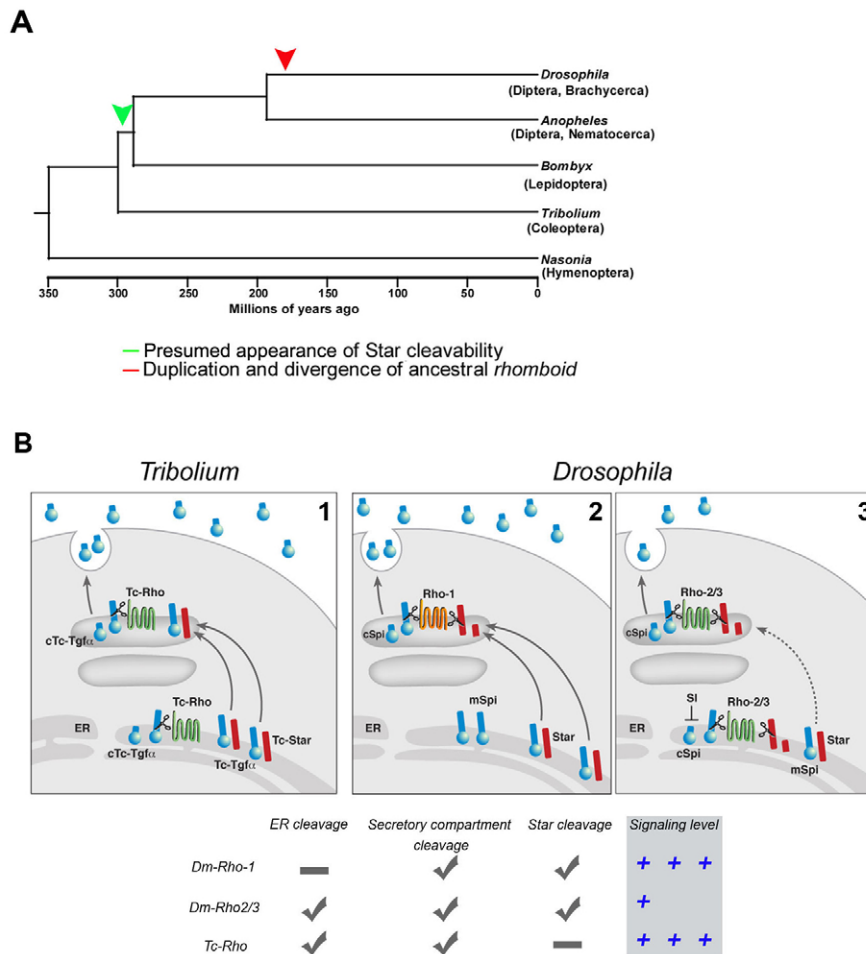 A
Drosophila
(Diptera, Brachycerca)
Anopheles
(Diptera, Nematocerca)
Bombyx
(Lepidoptera)
Tribolium
(Coleoptera)
Nasonia
(Hymenoptera)
350 300 250 200 150 100 50 0
Millions of years ago
Presumed appearance of Star cleavability
Duplication and divergence of ancestral rhomboid
B
Tribolium Drosophila
1
Tc-Rho
cTc-Tgfα
Tc-Rho
ER
Tc-Star
cTc-Tgfα Tc-Tgfα
2
Rho-1
cSpi
mSpi
ER
Star
3
Rho-2/3
cSpi
SI Rho-2/3
ER
Star
cSpi mSpi
ER cleavage Secretory compartment cleavage Star cleavage Signaling level
Dm-Rho-1 – ✓ ✓ + + +
Dm-Rho2/3 ✓ ✓ ✓ +
Tc-Rho ✓ ✓ – + + +